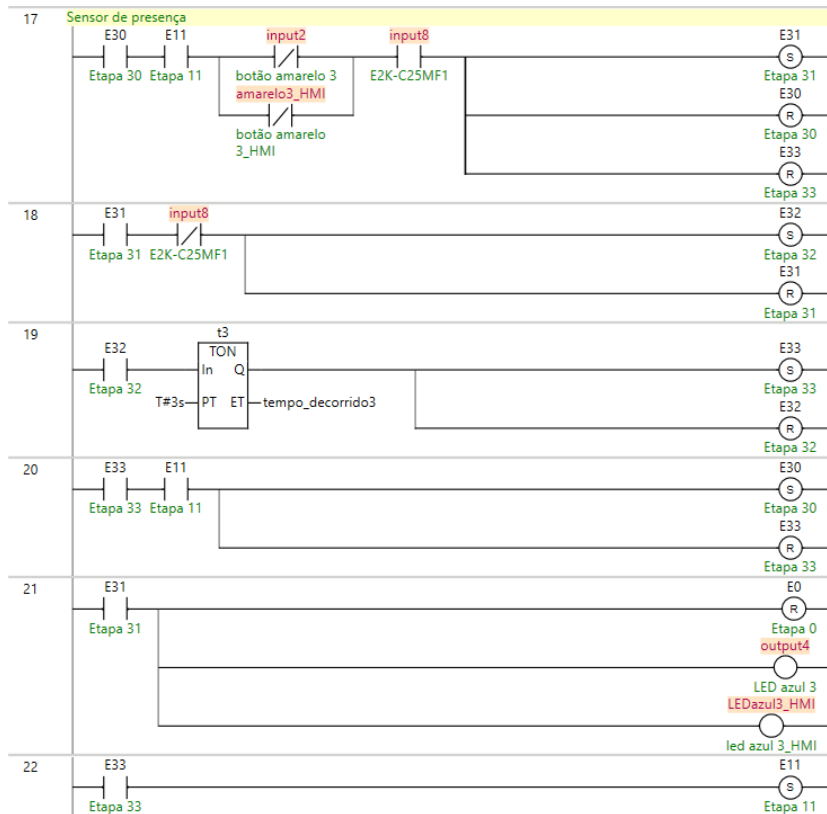 17
Sensor de presença
E30 E11 input2 input8 E31
S
Etapa 30 Etapa 11 botão amarelo 3 E2K-C25MF1 Etapa 31
amarelo3_HMI E30
R
botão amarelo Etapa 30
3_HMI E33
R
Etapa 33
18
E31 input8 E32
S
Etapa 31 E2K-C25MF1 Etapa 32
E31
R
Etapa 31
19
t3
E32 TON E33
In Q S
Etapa 32 Etapa 33
T#3s PT ET tempo_decorrido3 E32
R
Etapa 32
20
E33 E11 E30
S
Etapa 33 Etapa 11 Etapa 30
E33
R
Etapa 33
21
E31 E0
R
Etapa 31 Etapa 0
output4
LED azul 3
LEDazul3_HMI
led azul 3_HMI
22
E33 E11
S
Etapa 33 Etapa 11